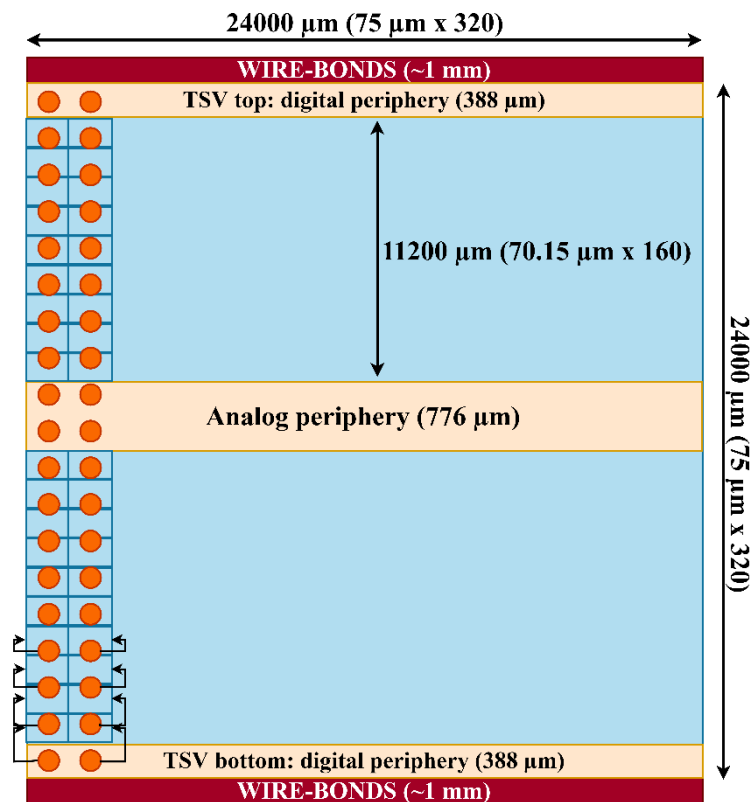 24000 µm (75 µm x 320)
WIRE-BONDS (~1 mm)
TSV top: digital periphery (388 µm)
11200 µm (70.15 µm x 160)
Analog periphery (776 µm)
24000 µm (75 µm x 320)
TSV bottom: digital periphery (388 µm)
WIRE-BONDS (~1 mm)